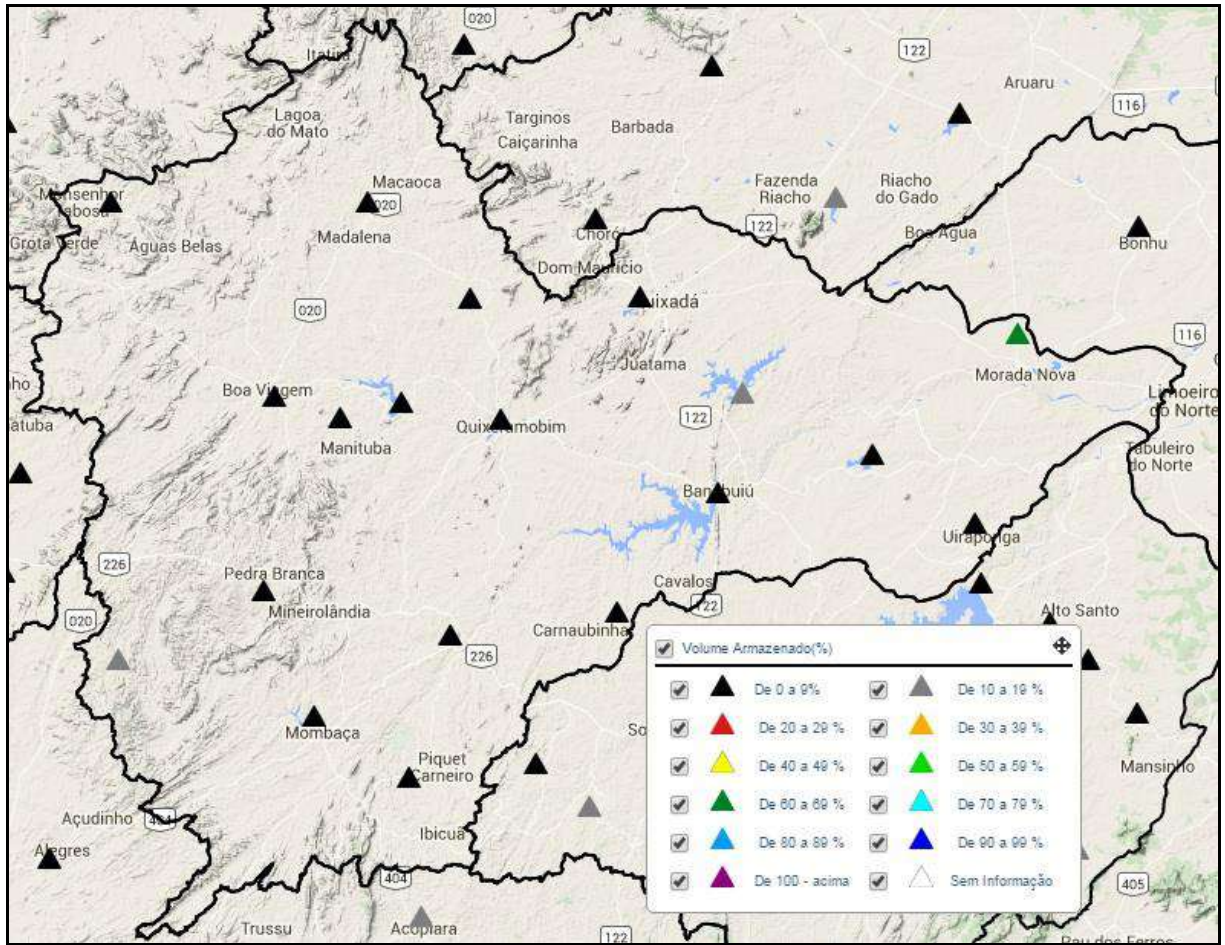 020
122
Itatira
Aruaru
116
Lagoa
do Mato
Targinos
Caiçarinha
Barbada
Macaoca
020
Fazenda
Riacho
Riacho
do Gado
Monsenhor
Tabosa
122
Boa Água
Bonhu
Grota Verde
Águas Belas
Madalena
Choró
Dom Maurício
020
Quixadá
116
Juatama
Morada Nova
Boa Viagem
Limoeiro
do Norte
122
Quixeramobim
Manituba
Tabuleiro
do Norte
Banabuiú
Uiraponga
226
Pedra Branca
Cavalos
020
Mineirolândia
122
Alto Santo
Carnaubinha
226
Volume Armazenado(%)
De 0 a 9%
De 10 a 19 %
De 20 a 29 %
De 30 a 39 %
De 40 a 49 %
De 50 a 59 %
De 60 a 69 %
De 70 a 79 %
De 80 a 89 %
De 90 a 99 %
De 100 - acima
Sem Informação
So
Mombaça
Piquet
Carneiro
Mansinho
Açudinho
404
Ibicuã
Alegres
404
405
Trussu
Acopiara
122
Pau dos Ferros